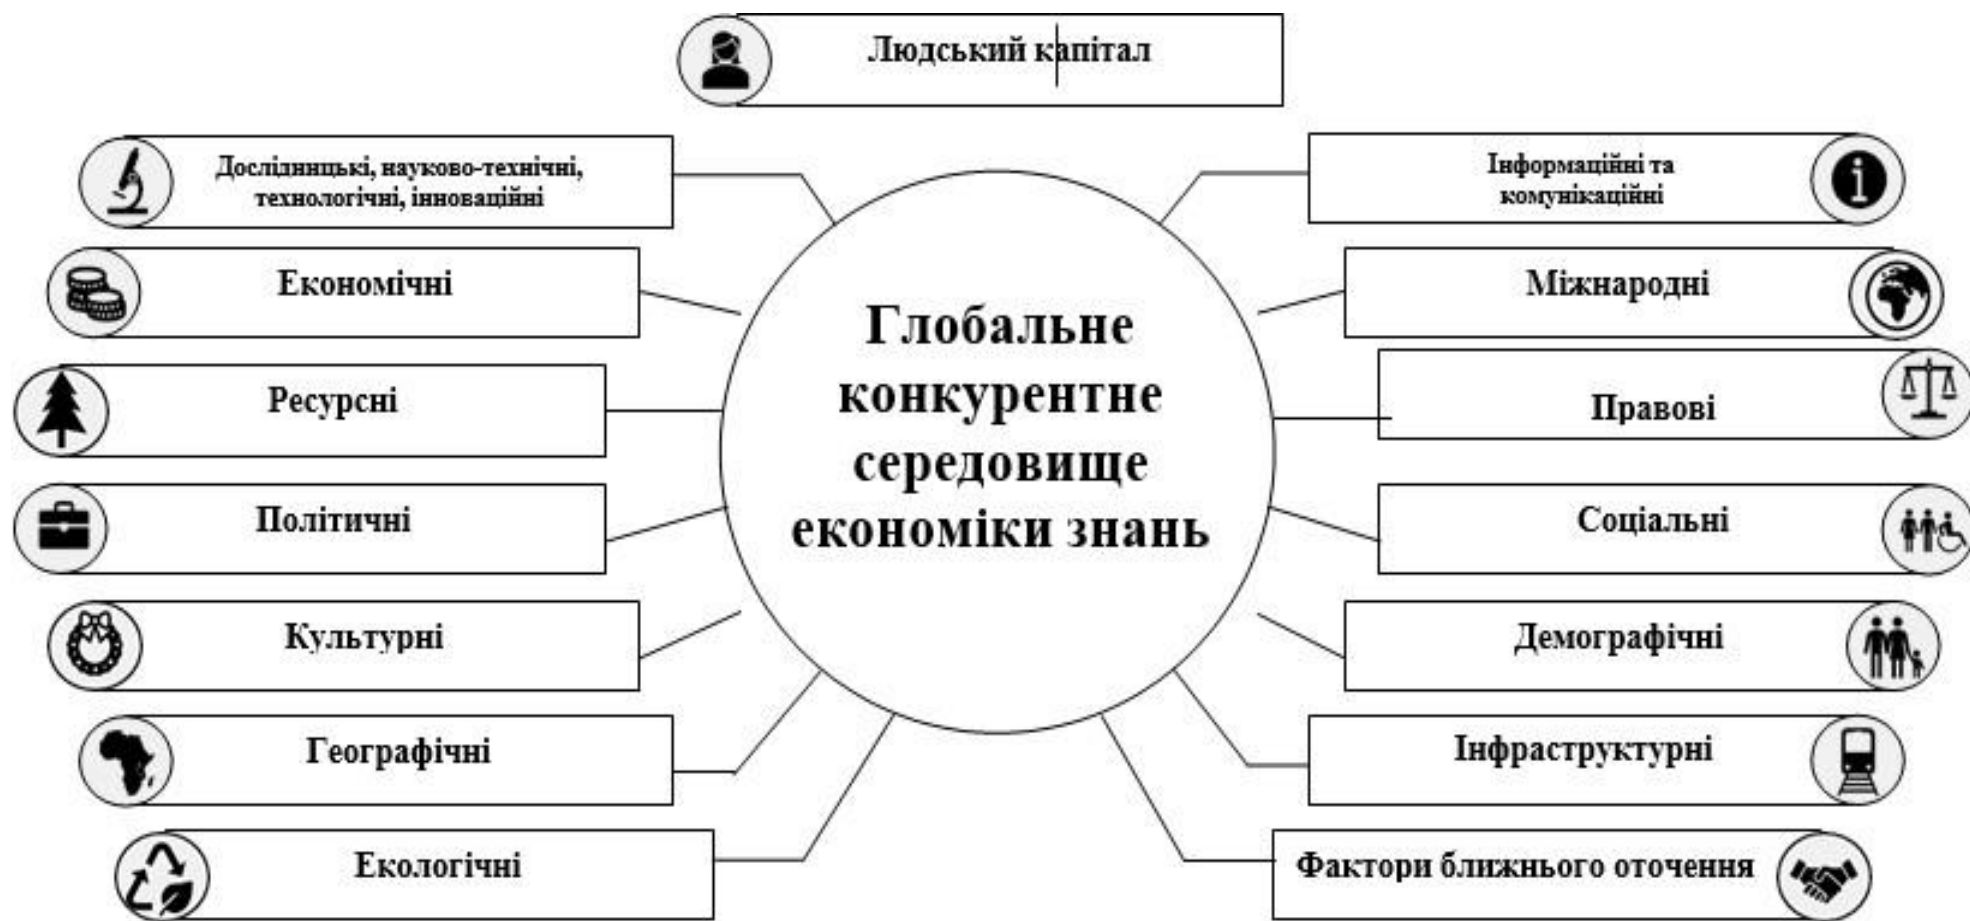 Людський капітал
Дослідницькі, науково-технічні,
технологічні, інноваційні
Економічні
Ресурсні
Політичні
Культурні
Географічні
Екологічні
Глобальне
конкурентне
середовище
економіки знань
Інформаційні та
комунікаційні
Міжнародні
Правові
Соціальні
Демографічні
Інфраструктурні
Фактори ближнього оточення